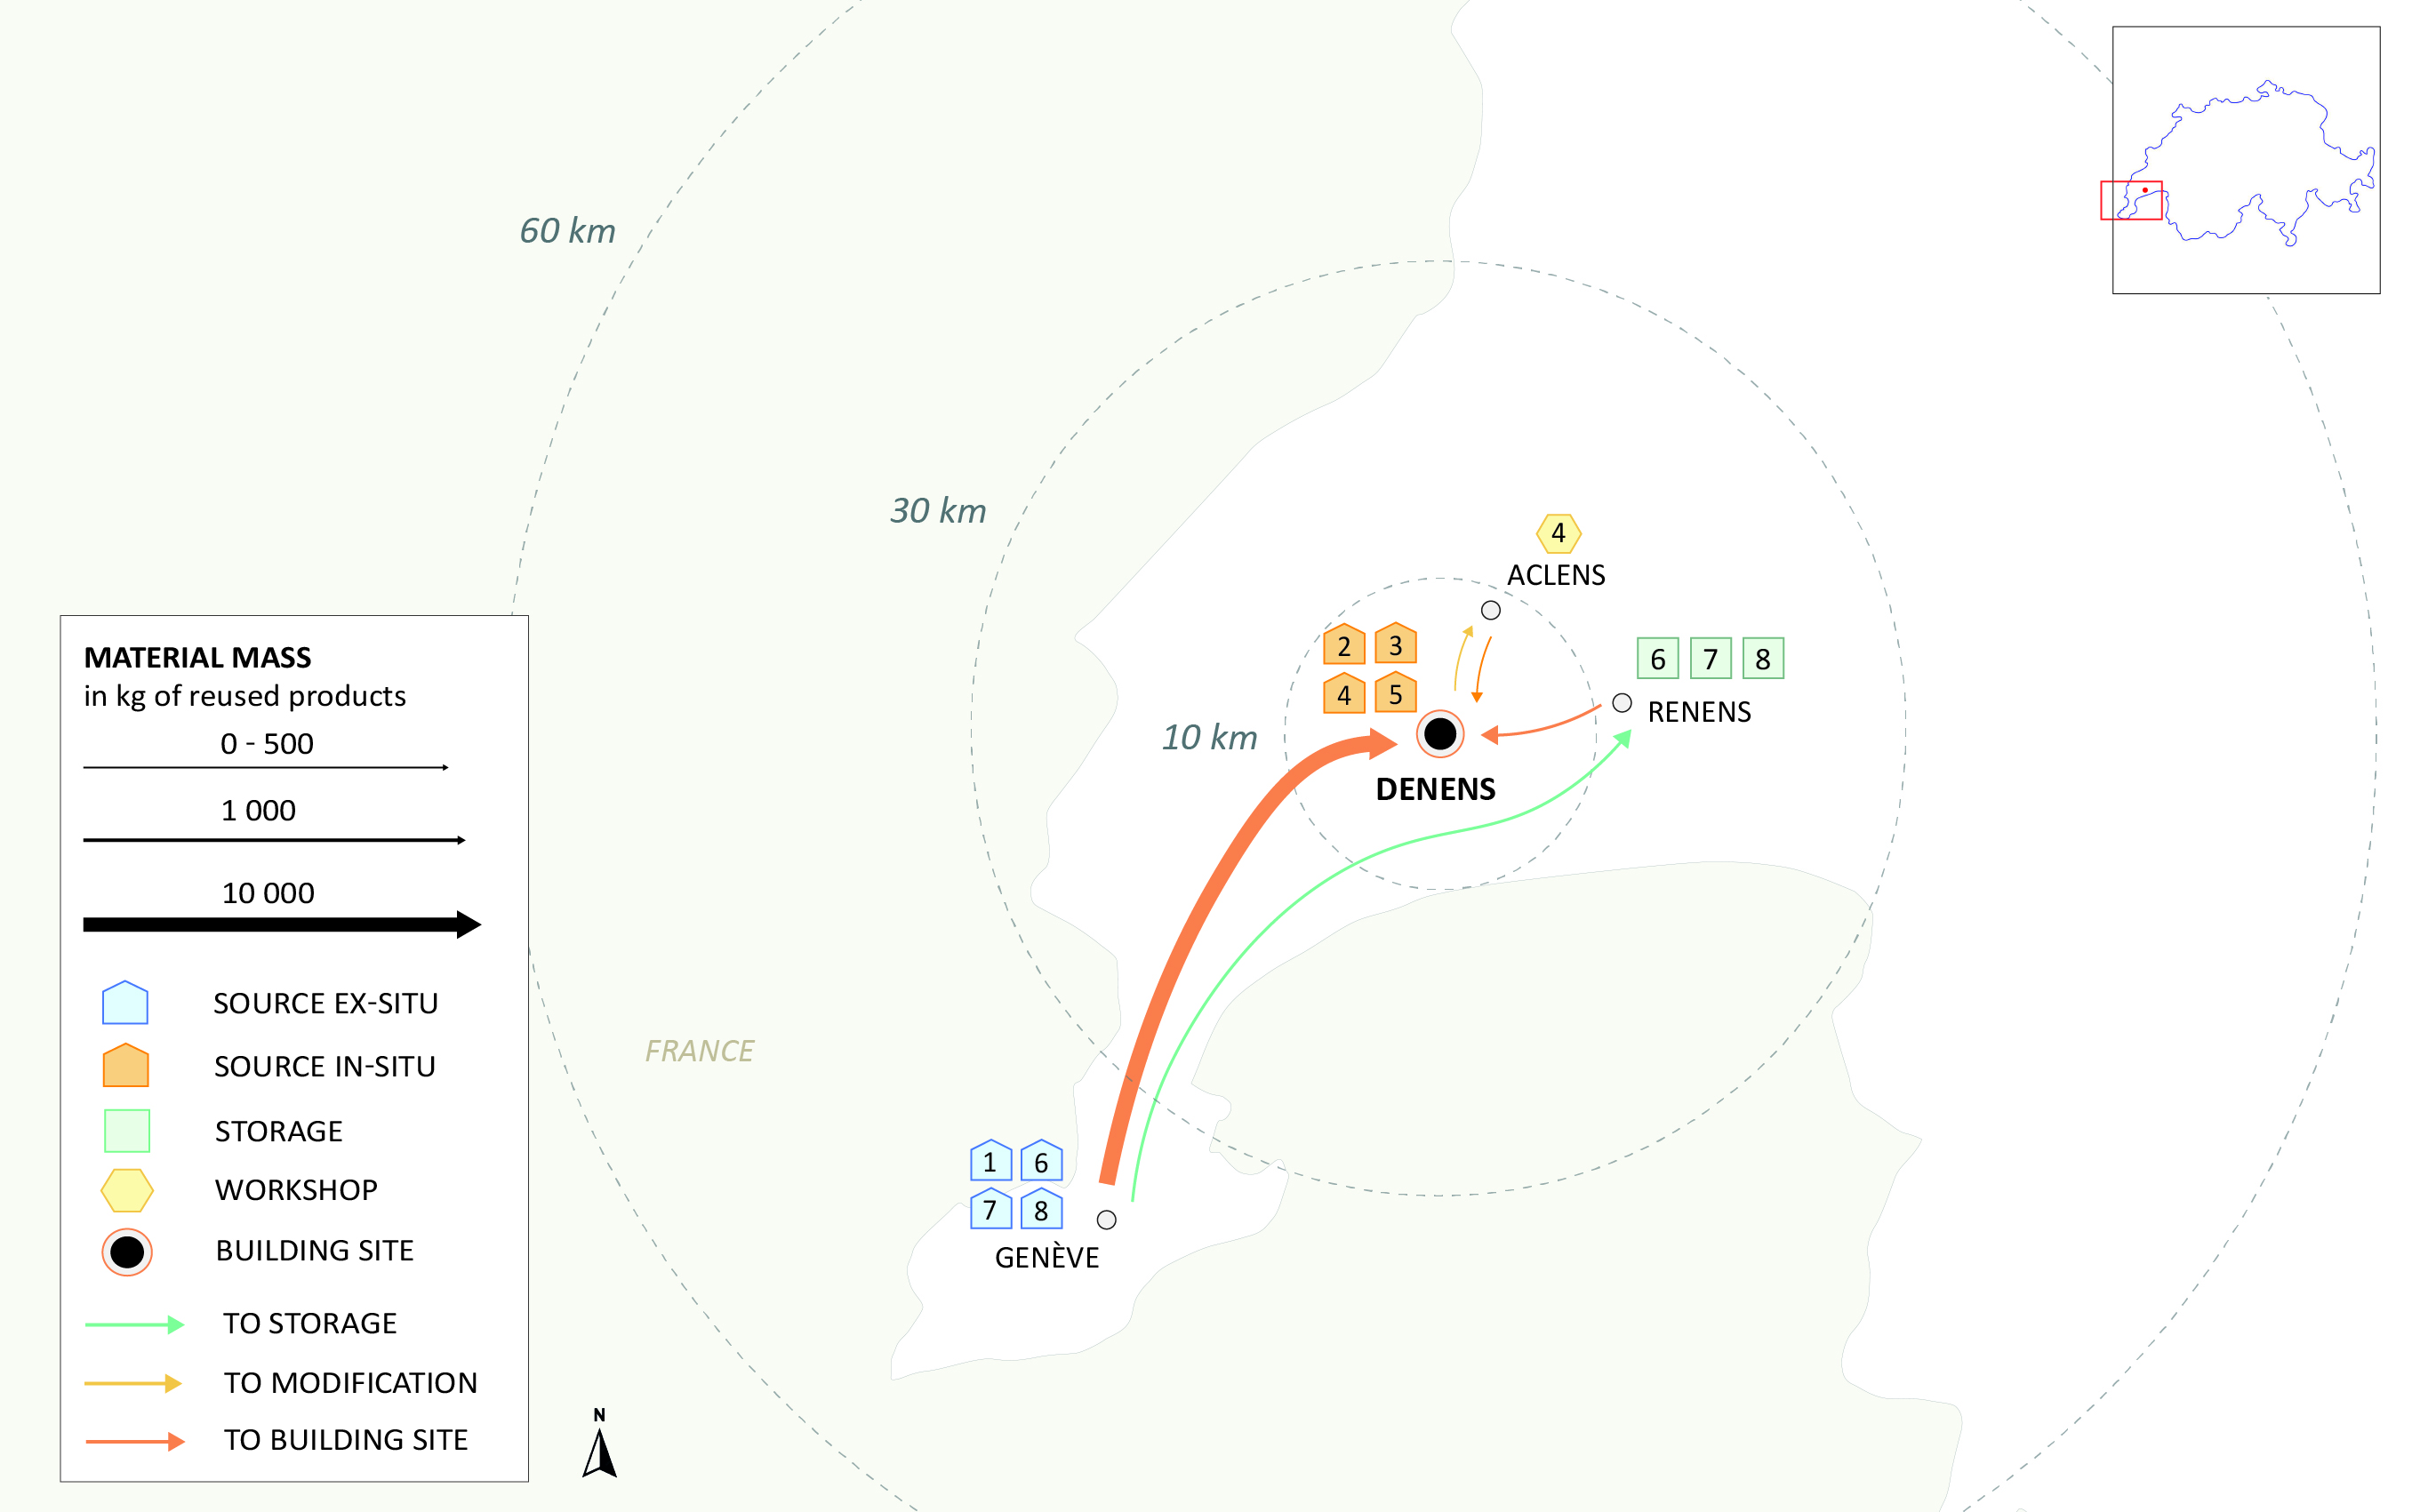 60 km
30 km
10 km
4
ACLENS
2 3
4 5
6 7 8
RENENS
DENENS
FRANCE
1 6
7 8
GENÈVE
MATERIAL MASS
in kg of reused products
0 - 500
1 000
10 000
SOURCE EX-SITU
SOURCE IN-SITU
STORAGE
WORKSHOP
BUILDING SITE
TO STORAGE
TO MODIFICATION
TO BUILDING SITE
N